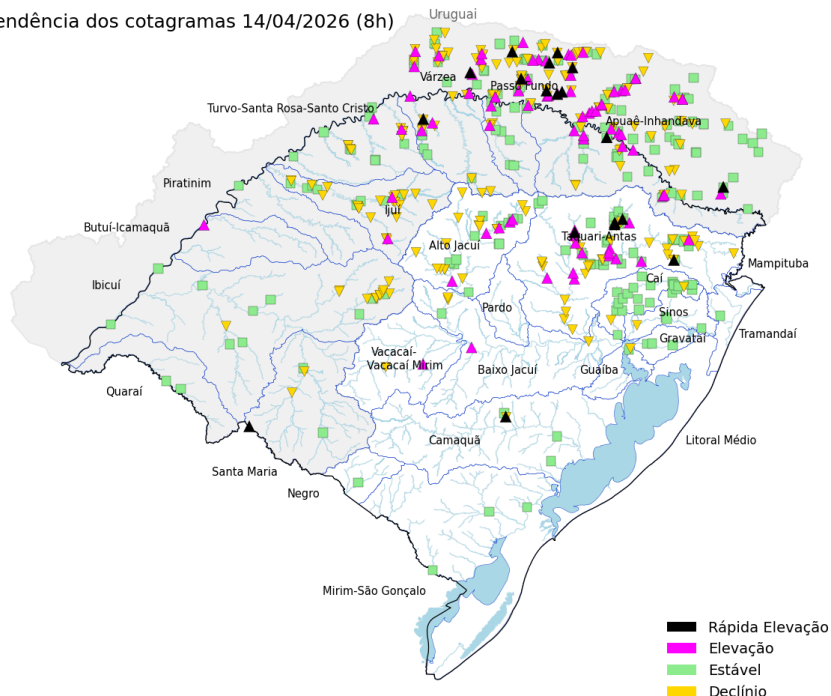 endência dos cotagramas 14/04/2026 (8h)
Uruguai
Várzea
Passo Fundo
Turvo-Santa Rosa-Santo Cristo
Apuaê-Inhandava
Piratinim
Ijuí
Butuí-Icamaquã
Taquari-Antas
Alto Jacuí
Mampituba
Ibicuí
Caí
Pardo
Sinos
Tramandaí
Gravataí
Vacacaí-
Vacacaí Mirim
Baixo Jacuí
Guaíba
Quaraí
Camaquã
Litoral Médio
Santa Maria
Negro
Mirim-São Gonçalo
Rápida Elevação
Elevação
Estável
Declínio